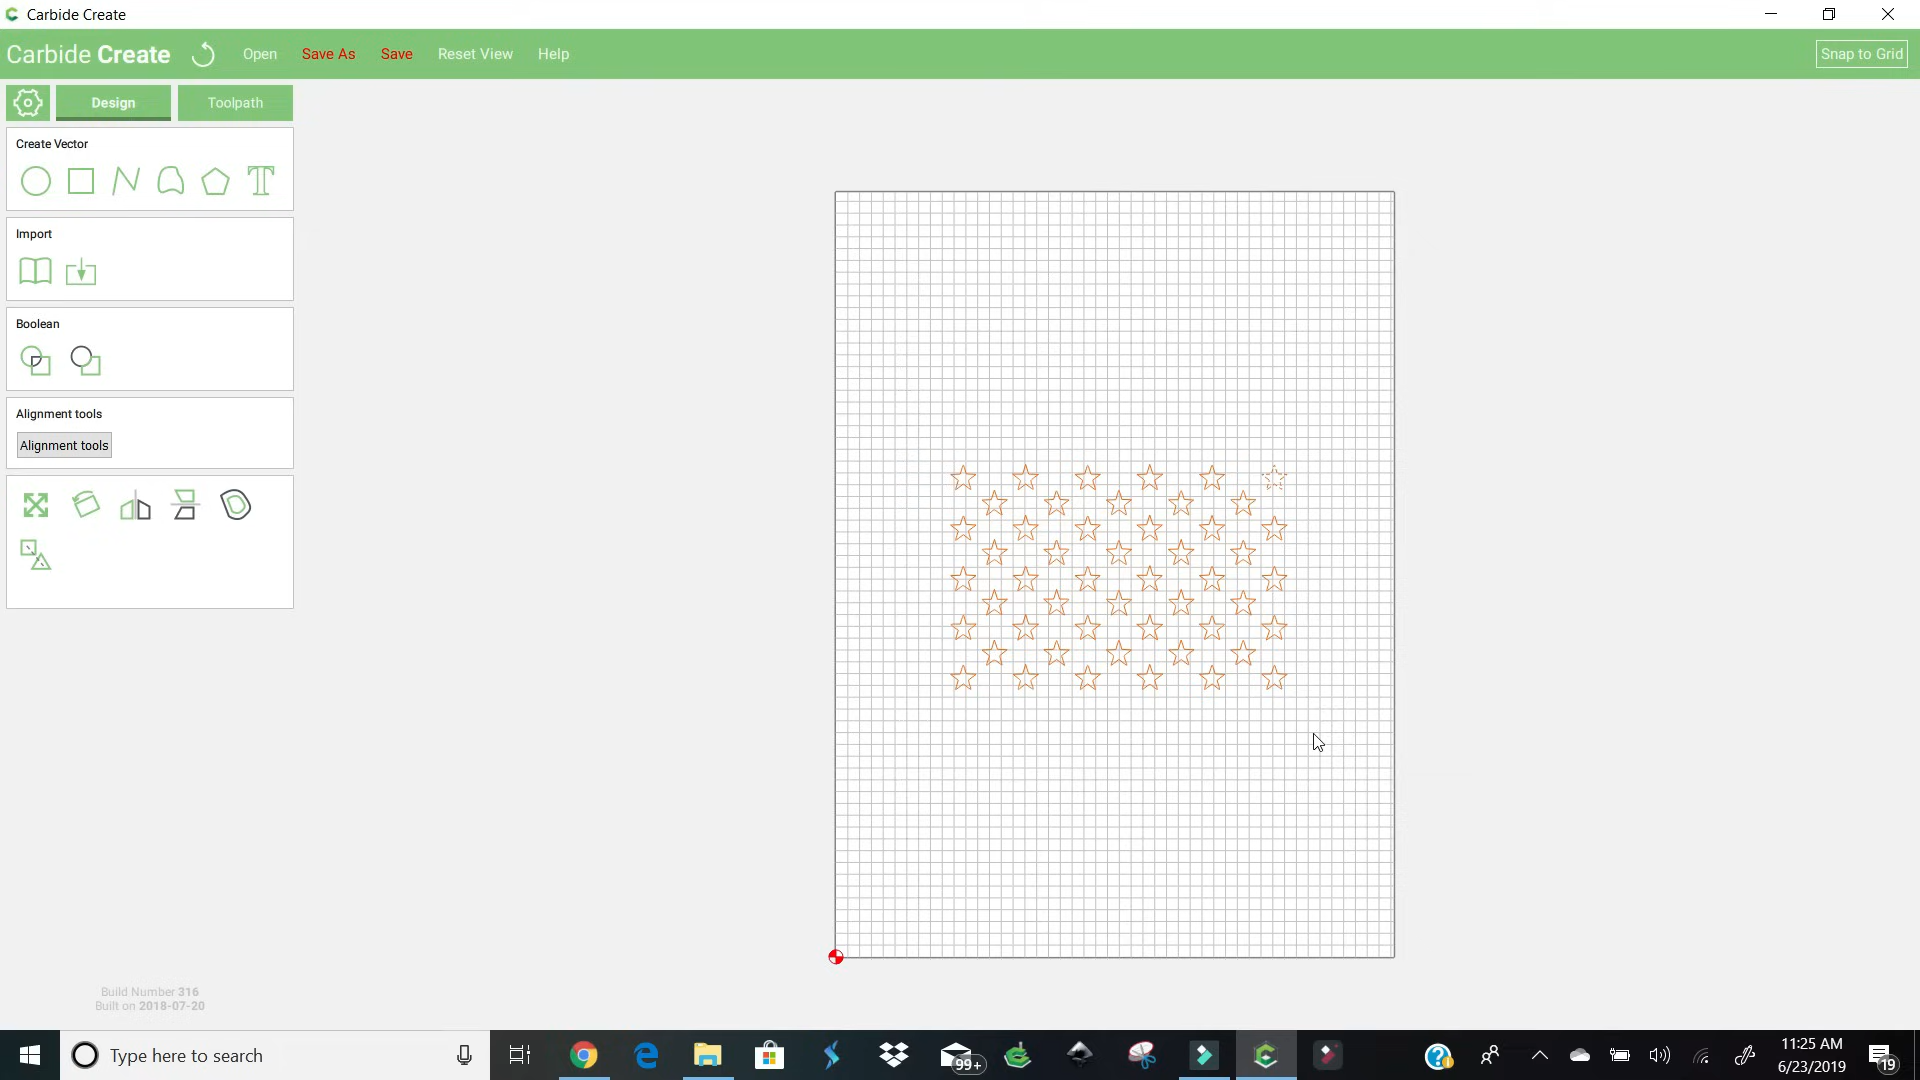 Carbide Create
Carbide Create
Open
Save As
Save
Reset View
Help
Snap to Grid
Design
Toolpath
Create Vector
T
Import
Boolean
Alignment tools
Alignment tools
Build Number 316
Built on 2018-07-20
Type here to search
99+
11:25 AM
6/23/2019
19